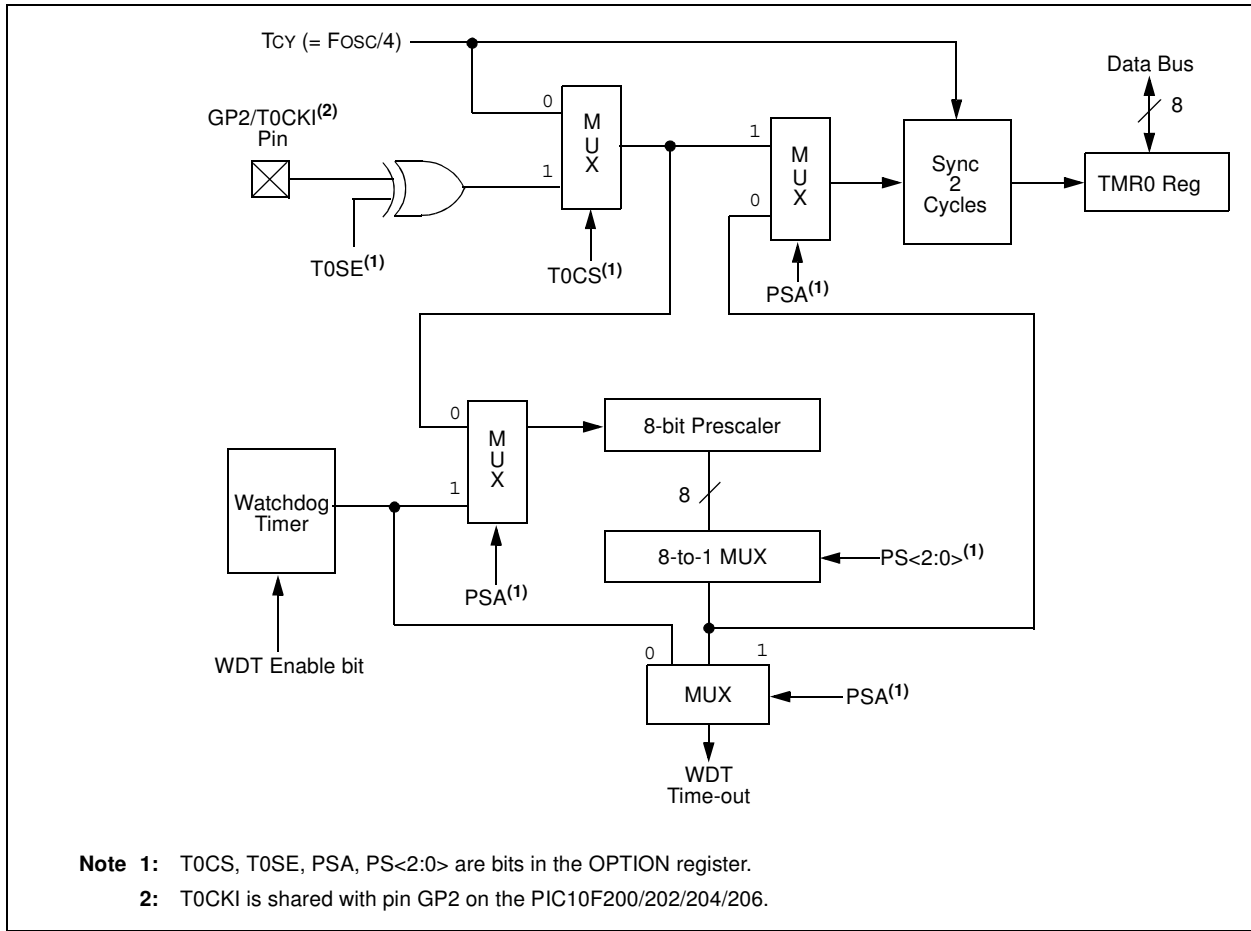 TCY (= FOSC/4)
Data Bus
8
GP2/T0CKI(2)
Pin
0
1
M
U
X
1
0
M
U
X
Sync
2
Cycles
TMR0 Reg
T0SE(1)
T0CS(1)
PSA(1)
0
1
M
U
X
8-bit Prescaler
Watchdog
Timer
8
8-to-1 MUX
PS<2:0>(1)
PSA(1)
WDT Enable bit
0
1
MUX
PSA(1)
WDT
Time-out
Note 1: T0CS, T0SE, PSA, PS<2:0> are bits in the OPTION register.
2: T0CKI is shared with pin GP2 on the PIC10F200/202/204/206.